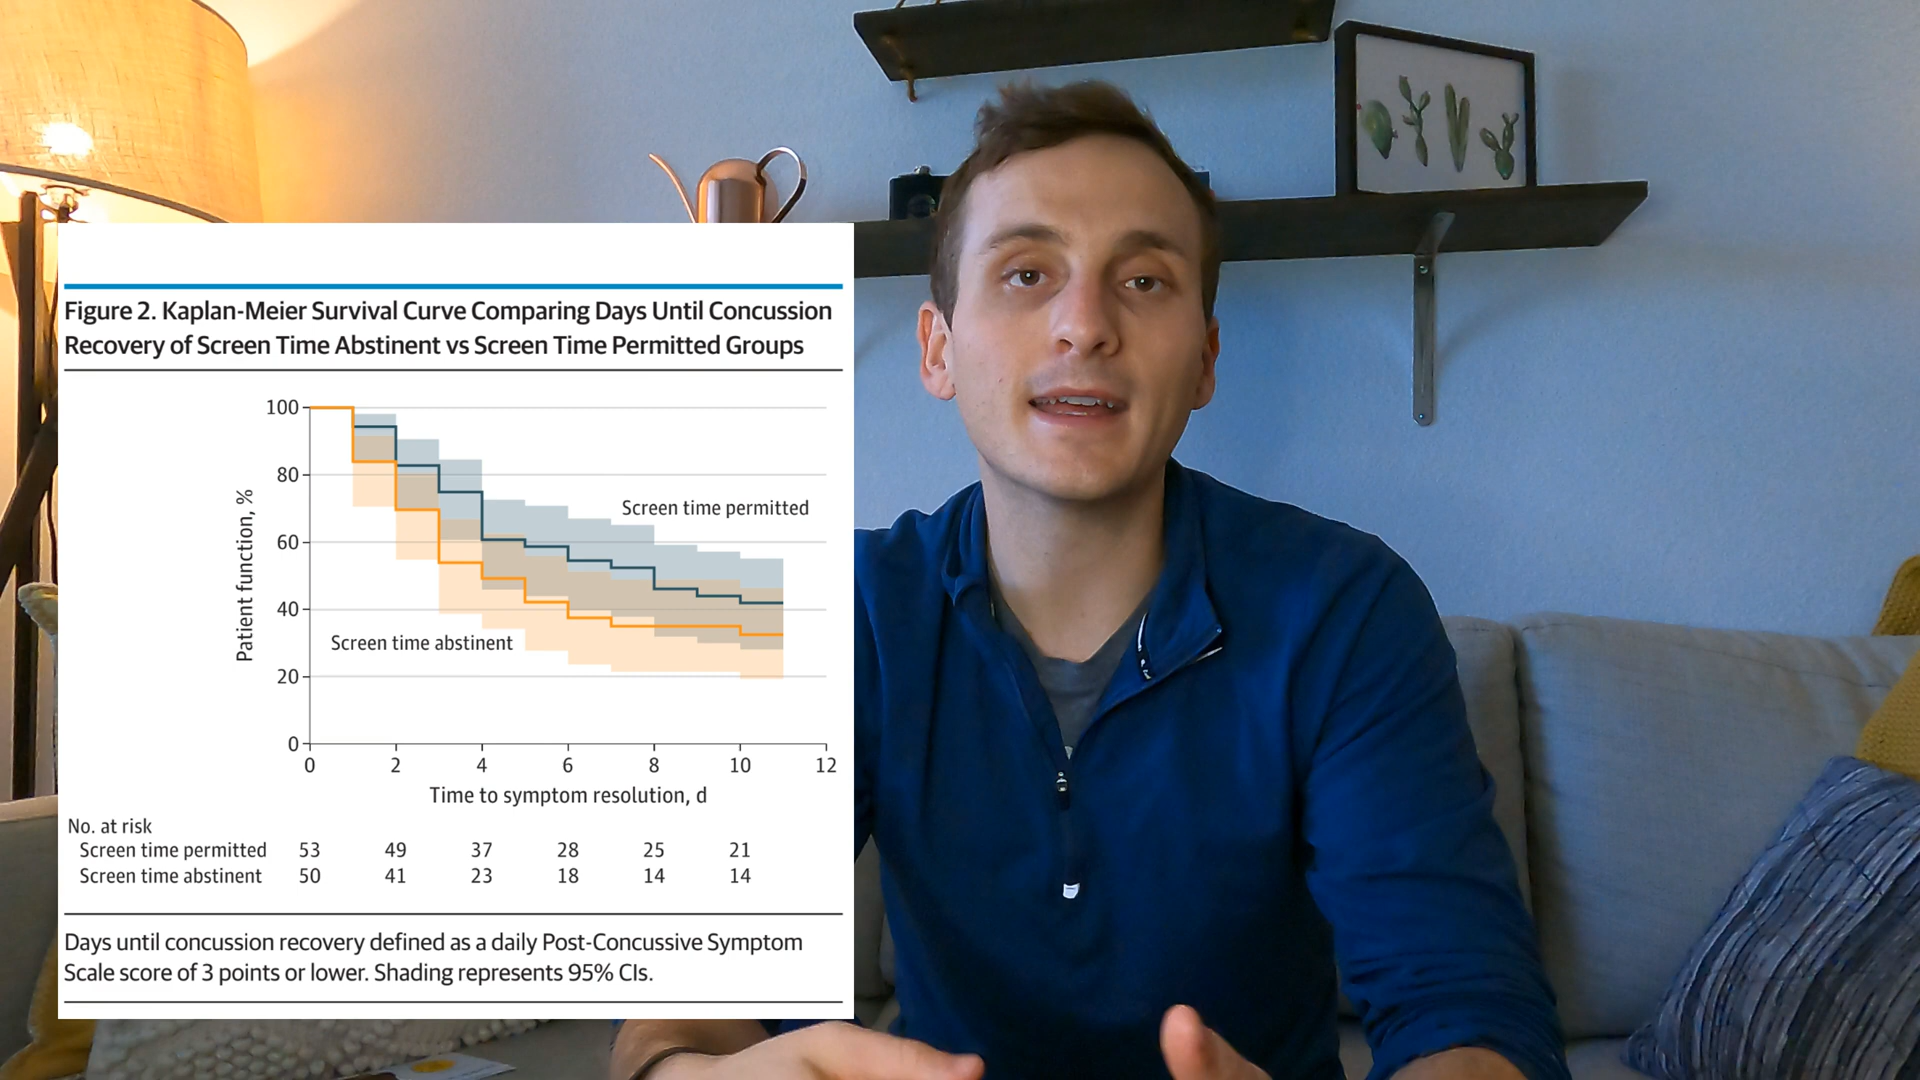 Figure 2. Kaplan-Meier Survival Curve Comparing Days Until Concussion
Recovery of Screen Time Abstinent vs Screen Time Permitted Groups
100
80
60
40
20
0
Patient function, %
Screen time permitted
Screen time abstinent
0 2 4 6 8 10 12
Time to symptom resolution, d
No. at risk
Screen time permitted 53 49 37 28 25 21
Screen time abstinent 50 41 23 18 14 14
Days until concussion recovery defined as a daily Post-Concussive Symptom
Scale score of 3 points or lower. Shading represents 95% CIs.